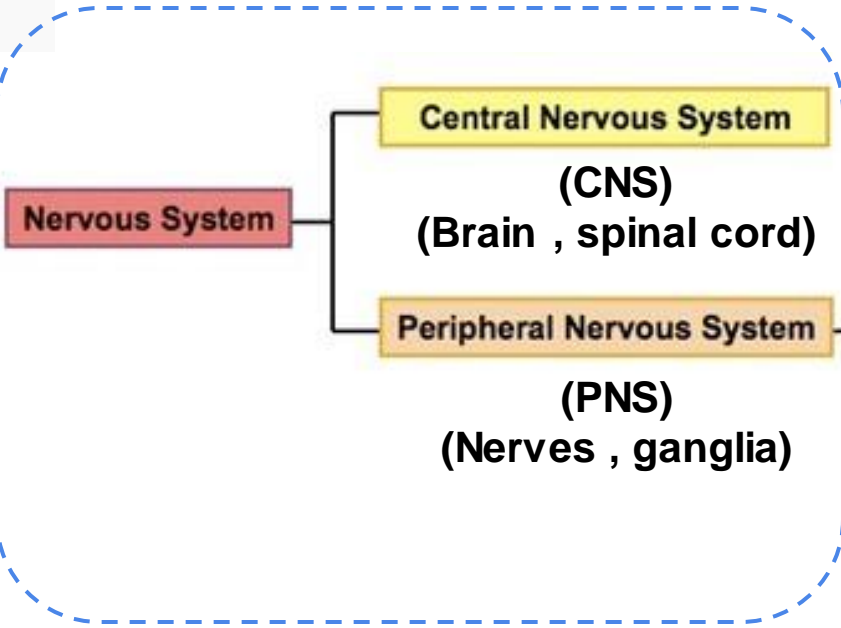 Central Nervous System
(CNS)
(Brain , spinal cord)
Nervous System
Peripheral Nervous System
(PNS)
(Nerves , ganglia)